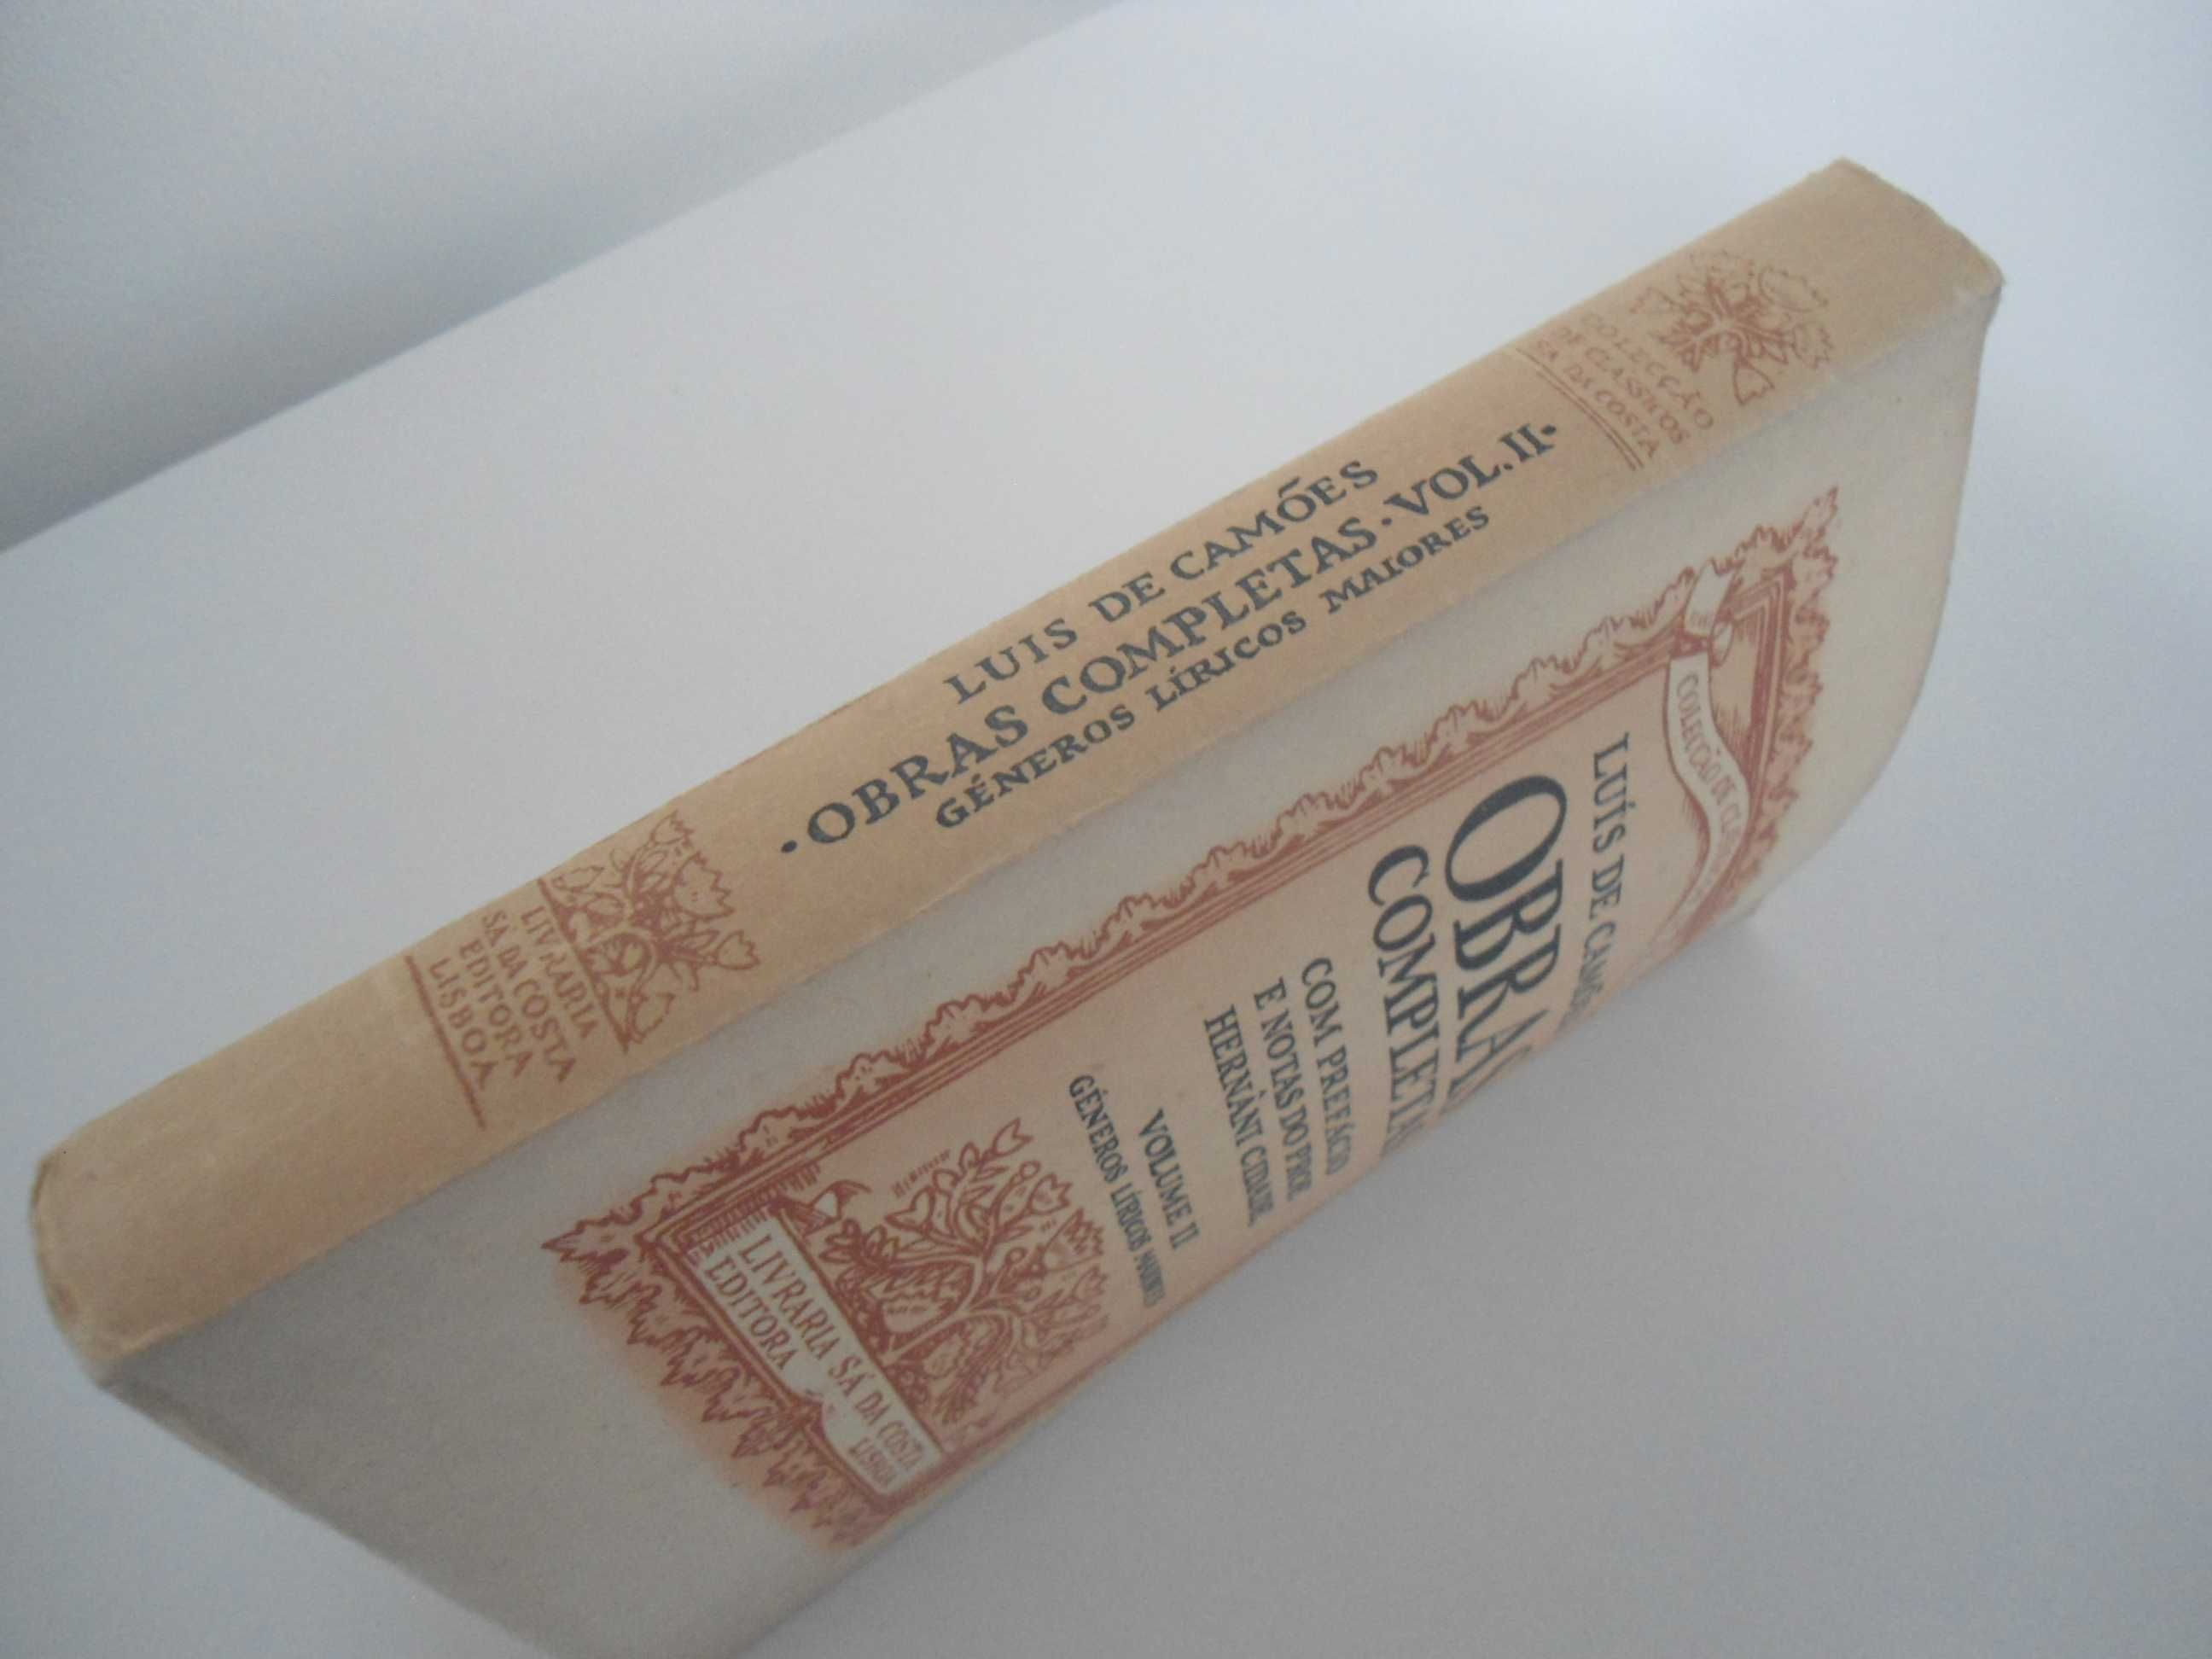 COLECÇÃO
DE CLÁSSICOS
SÁ DA COSTA
LUIS DE CAMÕES
·OBRAS COMPLETAS·VOL.II·
GÉNEROS LÍRICOS MAIORES
LIVRARIA
SÁ DA COSTA
EDITORA
LISBOA
COLECÇÃO DE
LUÍS DE
OBRAS
COMPLETAS
COM PREFÁCIO
E NOTAS DO PROF.
HERNÂNI CIDADE
VOLUME II
GÉNEROS LÍRICOS MAIORES
LIVRARIA SÁ DA COSTA
EDITORA LISBOA